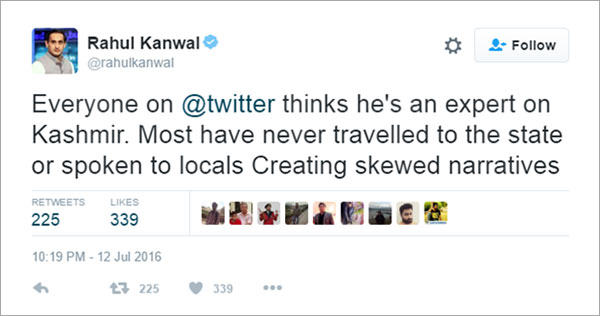 Rahul Kanwal
@rahulkanwal
Follow
Everyone on @twitter thinks he's an expert on
Kashmir. Most have never travelled to the state
or spoken to locals Creating skewed narratives
RETWEETS LIKES
225 339
10:19 PM - 12 Jul 2016
225 339